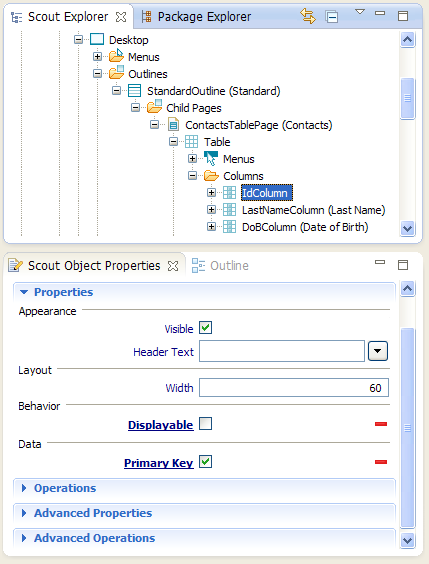 Scout Explorer
Package Explorer
Desktop
Menus
Outlines
StandardOutline (Standard)
Child Pages
ContactsTablePage (Contacts)
Table
Menus
Columns
IdColumn
LastNameColumn (Last Name)
DoBColumn (Date of Birth)
Scout Object Properties
Outline
Properties
Appearance
Visible
Header Text
Layout
Width 60
Behavior
Displayable
Data
Primary Key
Operations
Advanced Properties
Advanced Operations